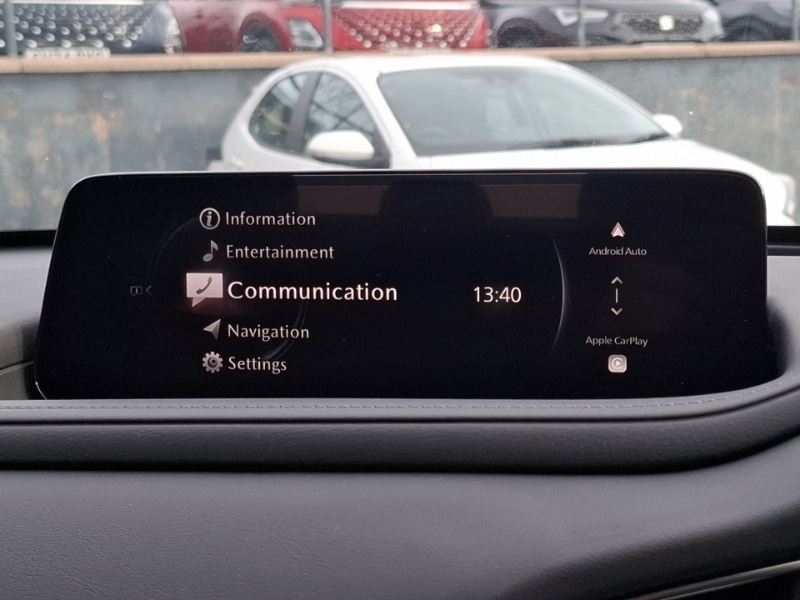 Information
Entertainment
Communication
13:40
Navigation
Settings
Android Auto
Apple CarPlay